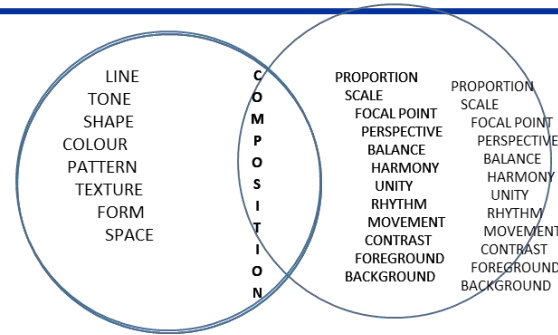 LINE
TONE
SHAPE
COLOUR
PATTERN
TEXTURE
FORM
SPACE
C
O
M
P
O
S
I
T
I
O
N
PROPORTION
SCALE
FOCAL POINT
PERSPECTIVE
BALANCE
HARMONY
UNITY
RHYTHM
MOVEMENT
CONTRAST
FOREGROUND
BACKGROUND
PROPORTION
SCALE
FOCAL POINT
PERSPECTIVE
BALANCE
HARMONY
UNITY
RHYTHM
MOVEMENT
CONTRAST
FOREGROUND
BACKGROUND